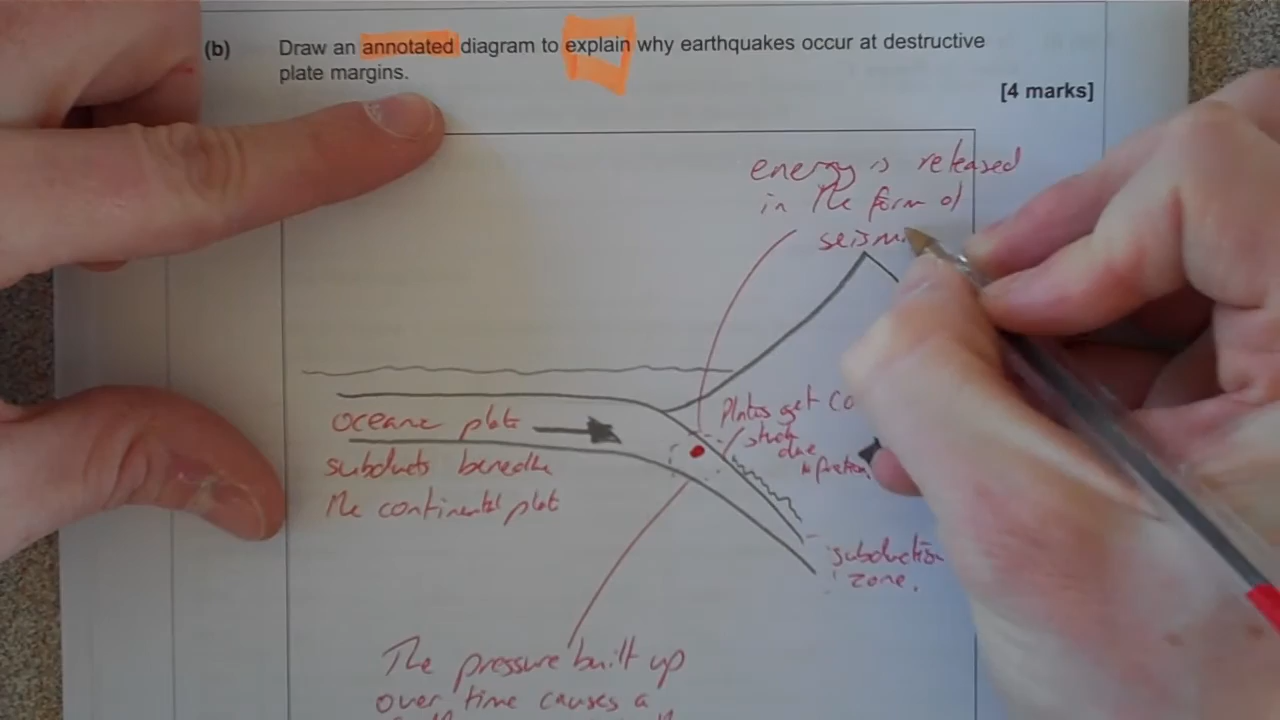 (b) Draw an annotated diagram to explain why earthquakes occur at destructive
plate margins.
[4 marks]
energy is released
in the form of
seism
Plates get
stuck
due
to friction
oceanic plate
subducts beneath
the continental plate
subduction
zone.
The pressure built up
over time causes a